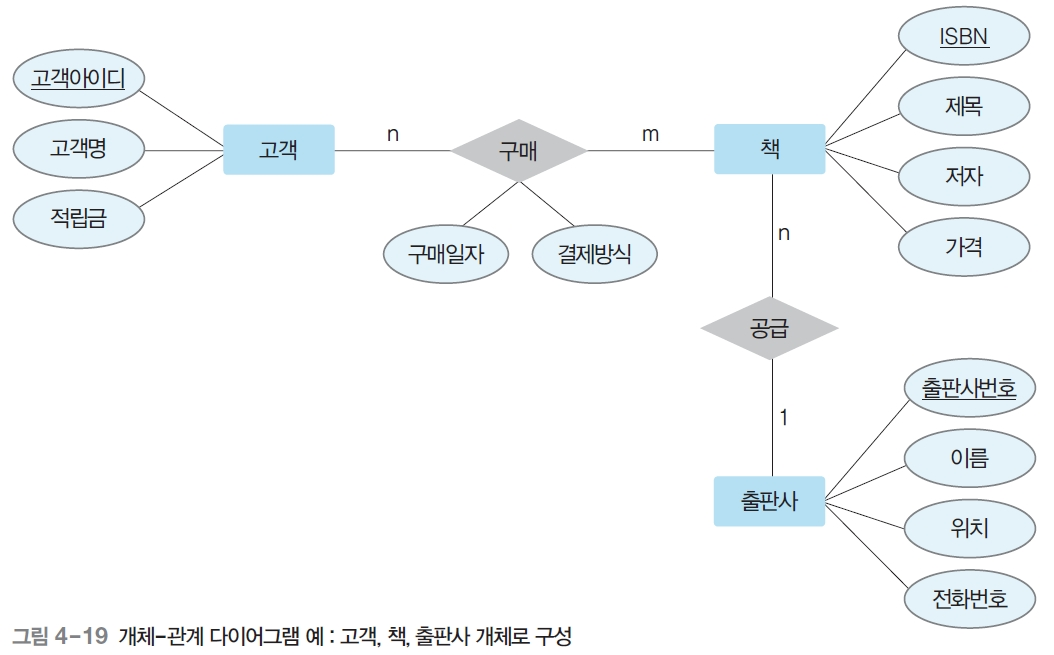 고객아이디
고객명
적립금
고객
n
구매
m
구매일자
결제방식
책
ISBN
제목
저자
가격
n
공급
1
출판사
출판사번호
이름
위치
전화번호
그림 4-19 개체-관계 다이어그램 예 : 고객, 책, 출판사 개체로 구성